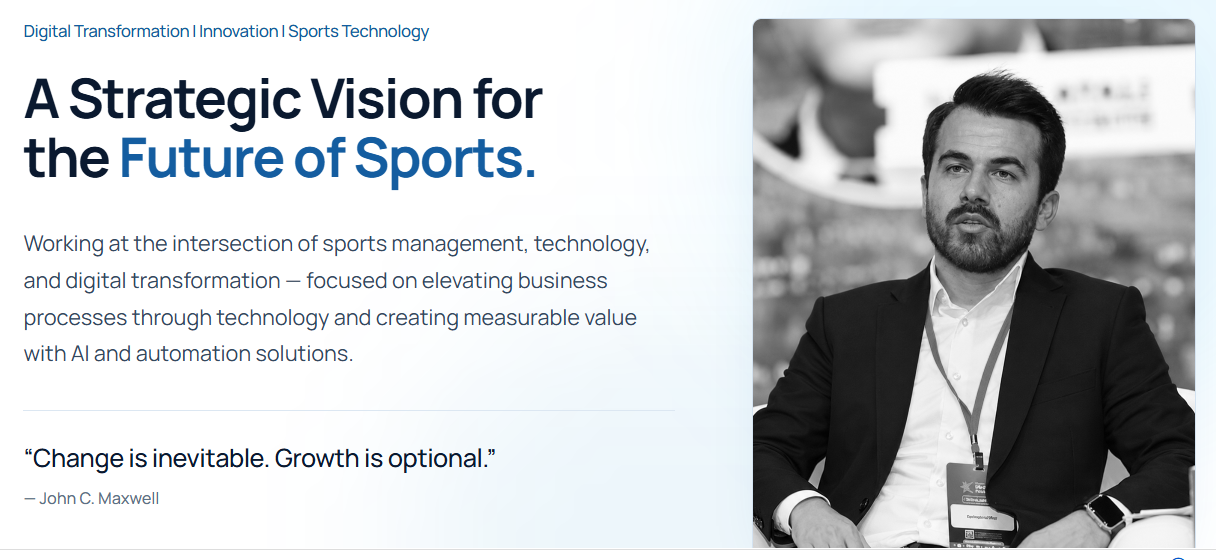 Digital Transformation | Innovation | Sports Technology
A Strategic Vision for
the Future of Sports.
Working at the intersection of sports management, technology,
and digital transformation — focused on elevating business
processes through technology and creating measurable value
with AI and automation solutions.
“Change is inevitable. Growth is optional.”
— John C. Maxwell